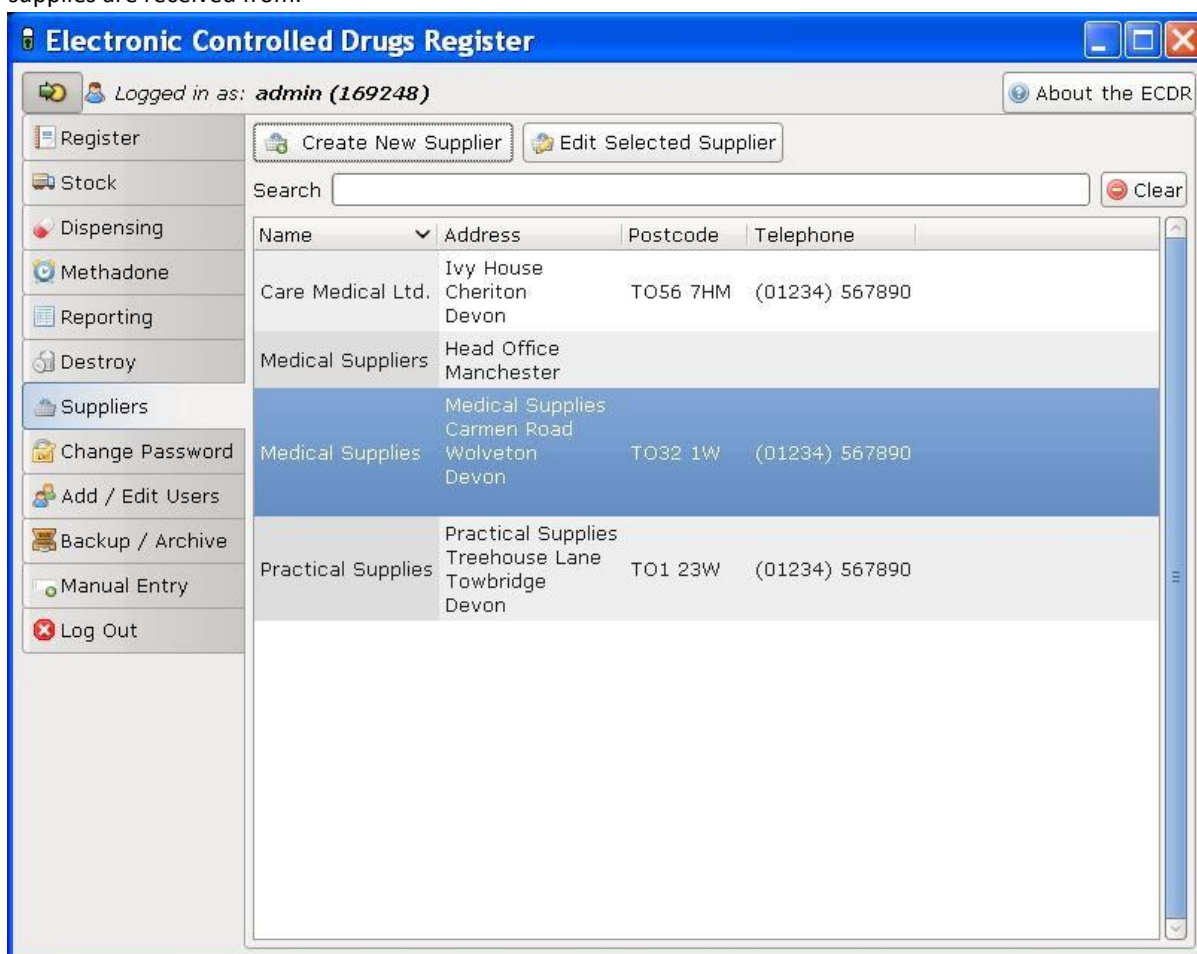 supplies are received from.
Electronic Controlled Drugs Register
Logged in as: admin (169248)
About the ECDR
Register
Stock
Dispensing
Methadone
Reporting
Destroy
Suppliers
Change Password
Add / Edit Users
Backup / Archive
Manual Entry
Log Out
Create New Supplier
Edit Selected Supplier
Search
Clear
Name Address Postcode Telephone
Care Medical Ltd.
Ivy House
Cheriton
Devon
TO56 7HM
(01234) 567890
Medical Suppliers
Head Office
Manchester
Medical Supplies
Medical Supplies
Carmen Road
Wolveton
Devon
TO32 1W
(01234) 567890
Practical Supplies
Practical Supplies
Treehouse Lane
Towbridge
Devon
TO1 23W
(01234) 567890